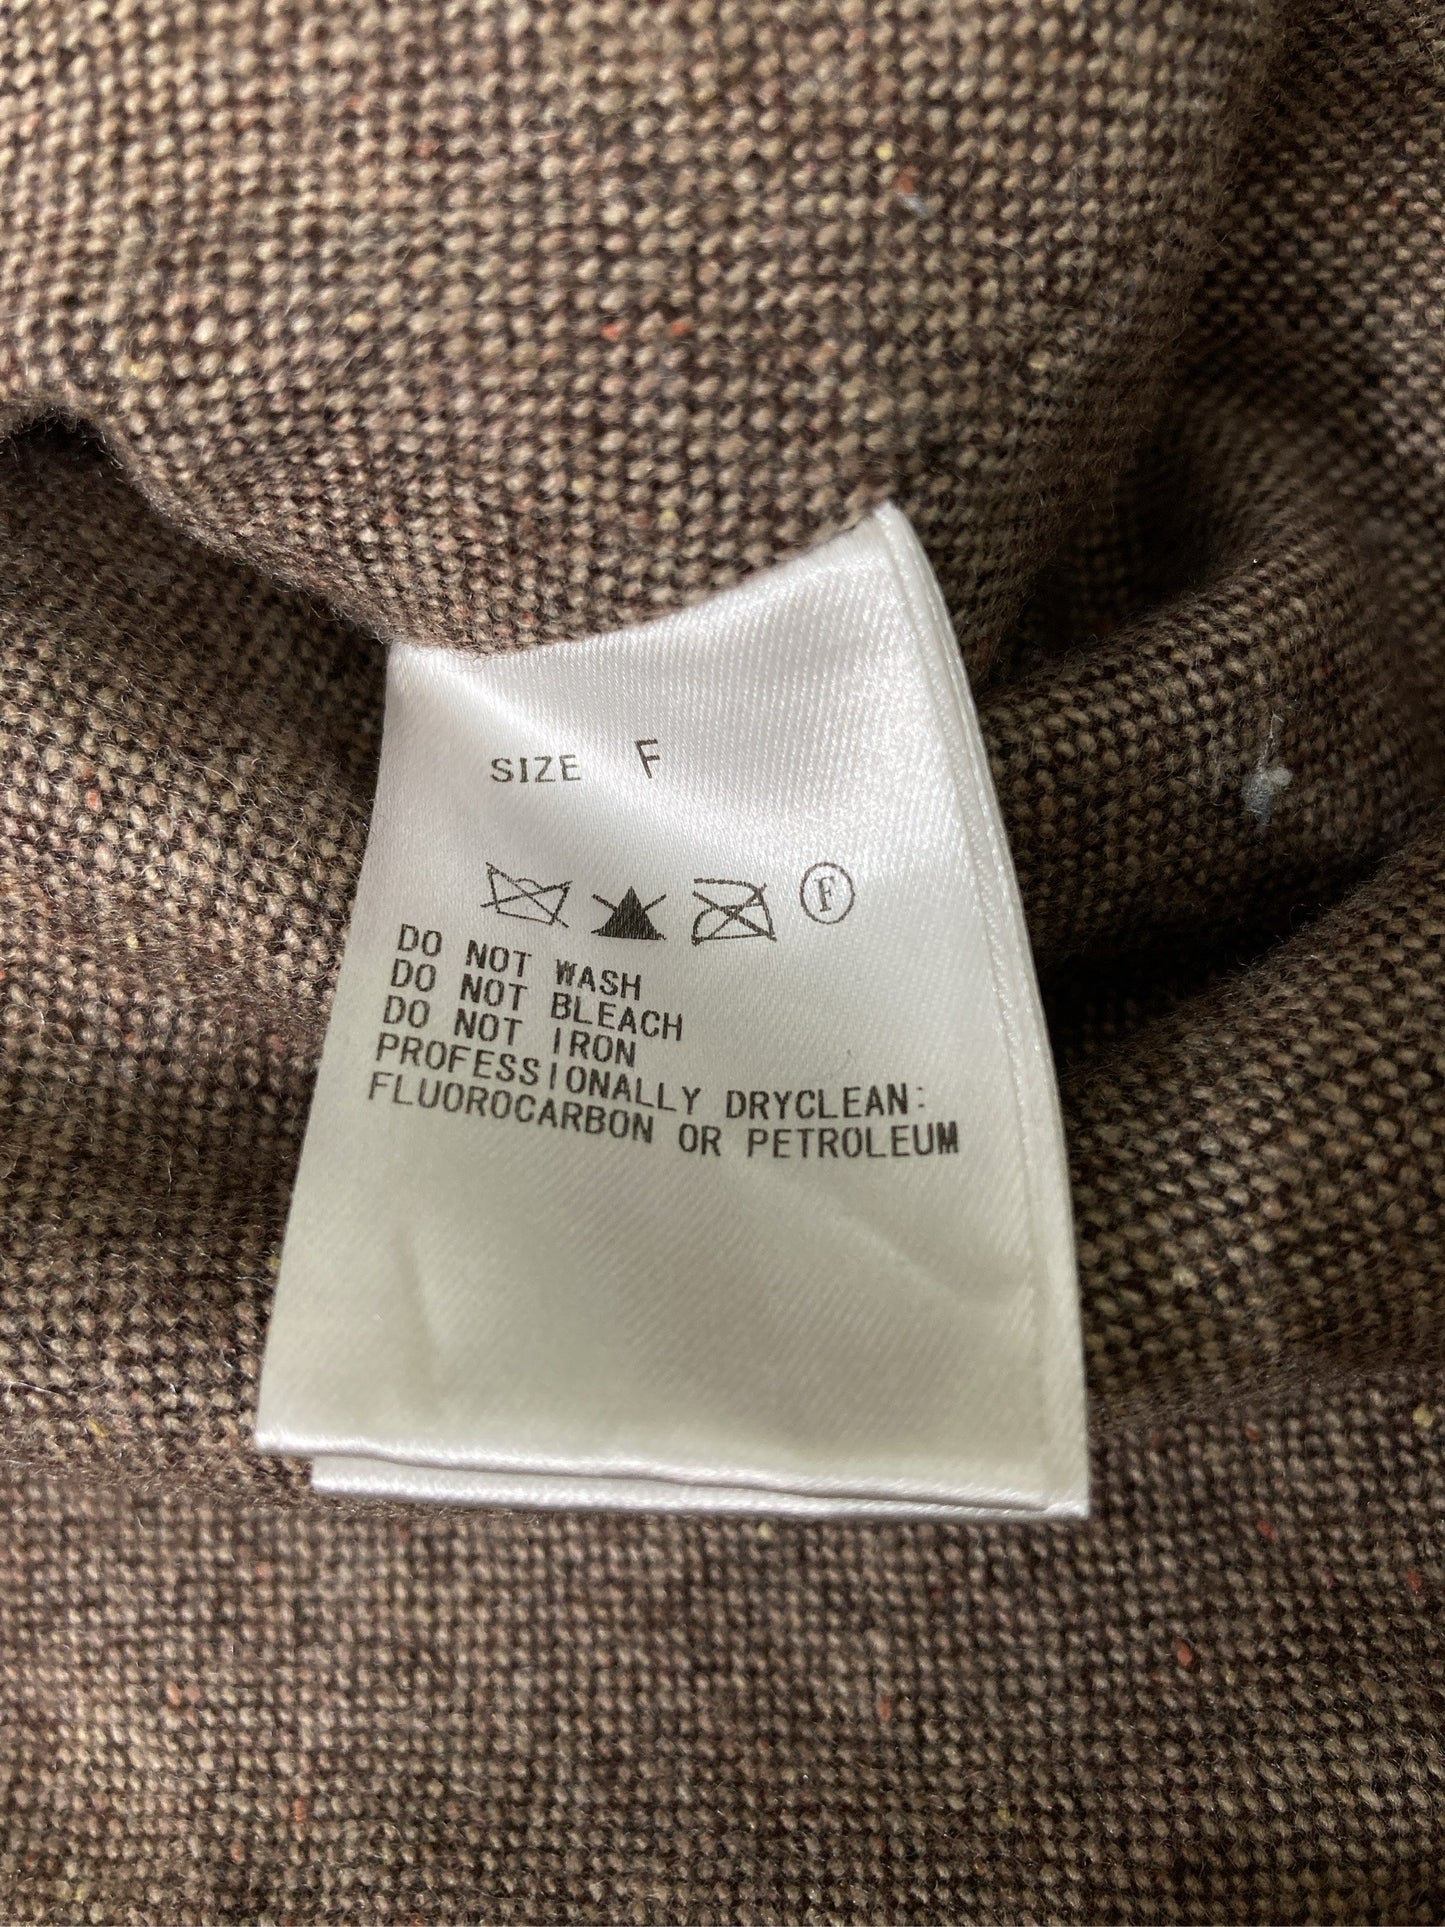 SIZE F
F
DO NOT WASH
DO NOT BLEACH
DO NOT IRON
PROFESSIONALLY DRYCLEAN:
FLUOROCARBON OR PETROLEUM